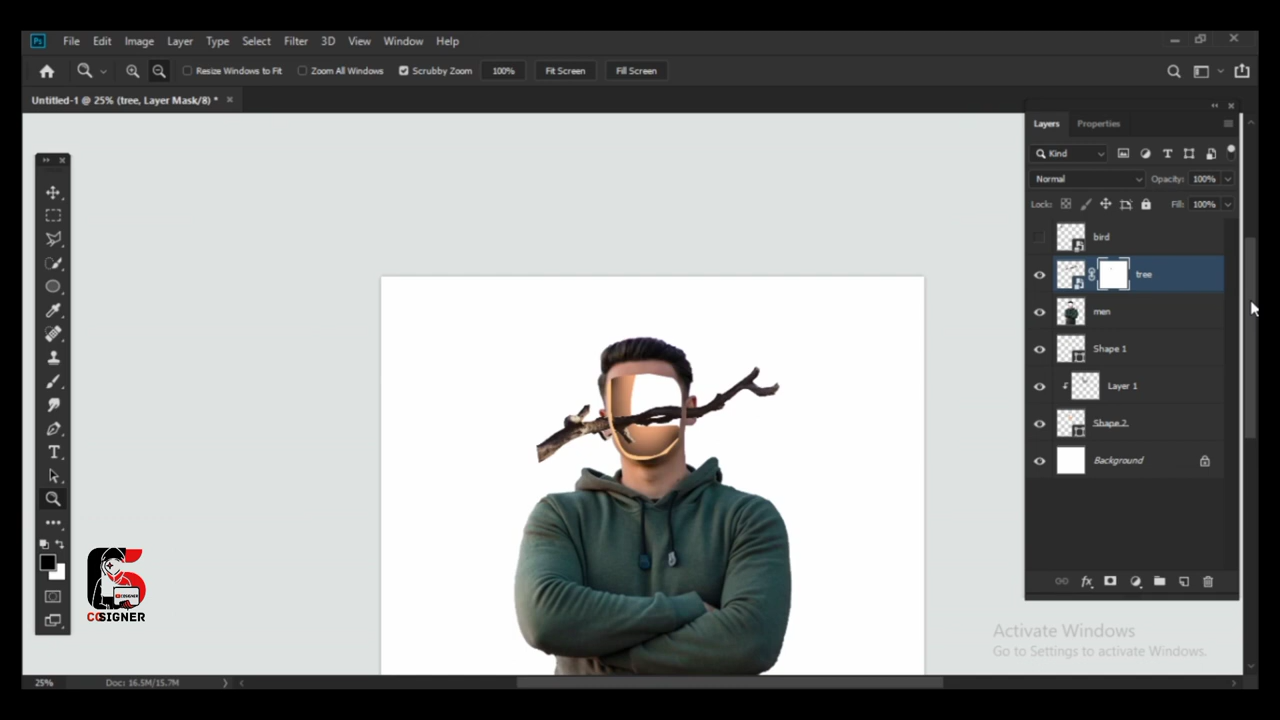 Ps File Edit Image Layer Type Select Filter 3D View Window Help
Resize Windows to Fit Zoom All Windows Scrubby Zoom 100% Fit Screen Fill Screen
Untitled-1 @ 25% (tree, Layer Mask/8) *
Layers Properties
Kind
Normal Opacity: 100%
Lock: Fill: 100%
bird
tree
men
Shape 1
Layer 1
Shape 2
Background
fx
T
COSIGNER
Activate Windows
Go to Settings to activate Windows.
25% Doc: 16.5M/15.7M